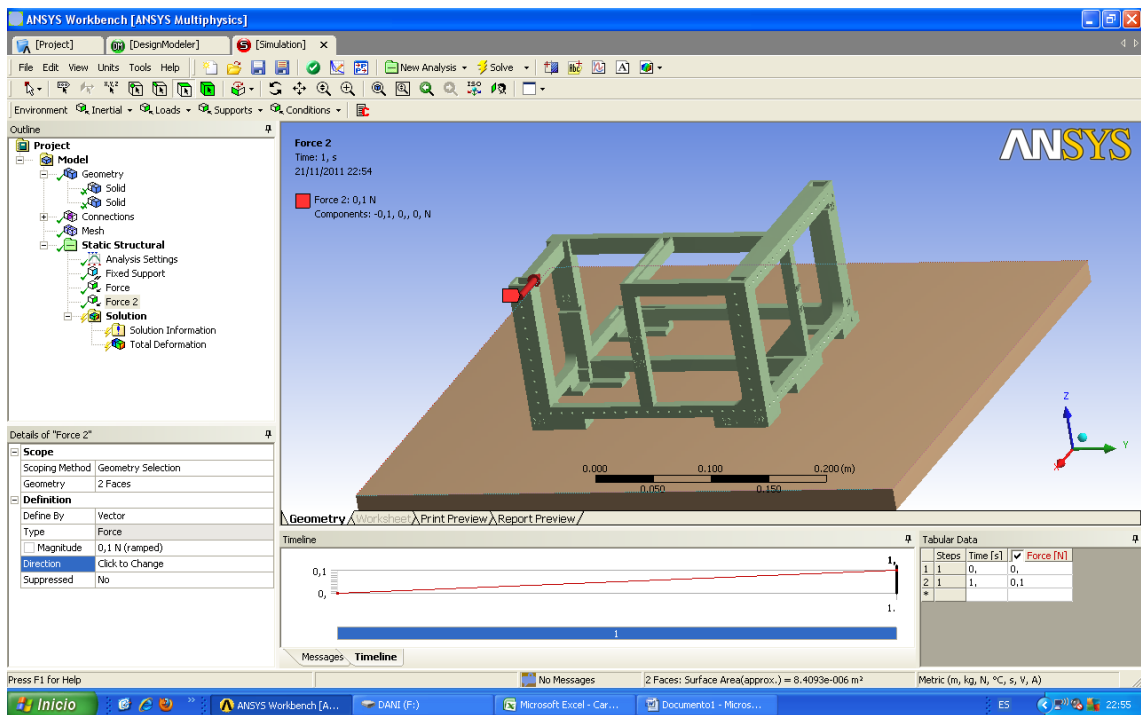 ANSYS Workbench [ANSYS Multiphysics]
[Project] [DesignModeler] [Simulation]
File Edit View Units Tools Help New Analysis Solve
Environment Inertial Loads Supports Conditions
Outline
Project
Model
Geometry
Solid
Solid
Connections
Mesh
Static Structural
Analysis Settings
Fixed Support
Force
Force 2
Solution
Solution Information
Total Deformation
Force 2
Time: 1, s
21/11/2011 22:54
Force 2: 0,1 N
Components: -0,1, 0,, 0, N
ANSYS
Z
Y
0.000 0.100 0.200 (m)
0.050 0.150
Details of "Force 2"
Scope
Scoping Method Geometry Selection
Geometry 2 Faces
Definition
Define By Vector
Type Force
Magnitude 0,1 N (ramped)
Direction Click to Change
Suppressed No
Geometry Worksheet Print Preview Report Preview
Timeline
1,
0,1
0,
1.
1
Messages Timeline
Tabular Data
Steps Time [s] Force [N]
1 1 0, 0,
2 1 1, 0,1
*
Press F1 for Help No Messages 2 Faces: Surface Area(approx.) = 8.4093e-006 m² Metric (m, kg, N, °C, s, V, A)
Inicio ANSYS Workbench [A... DANI (F:) Microsoft Excel - Car... Documento1 - Micros... ES 22:55